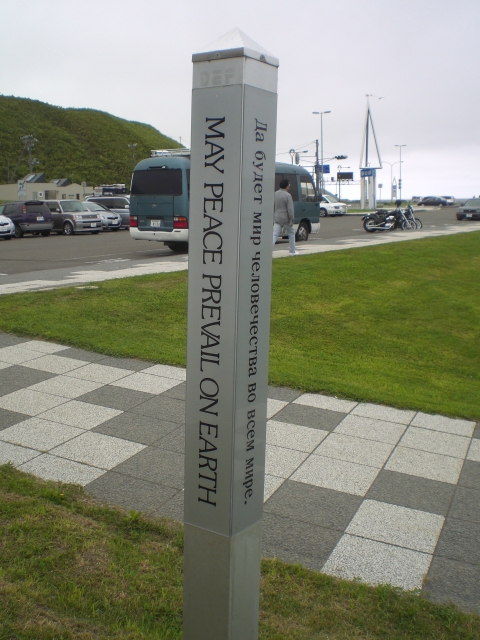 MAY PEACE PREVAIL ON EARTH
Да будет мир человечества во всем мире.